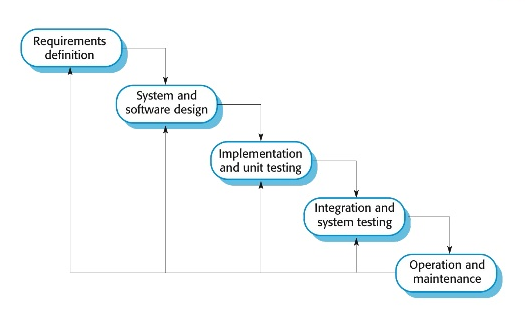 Requirements
definition
System and
software design
Implementation
and unit testing
Integration and
system testing
Operation and
maintenance